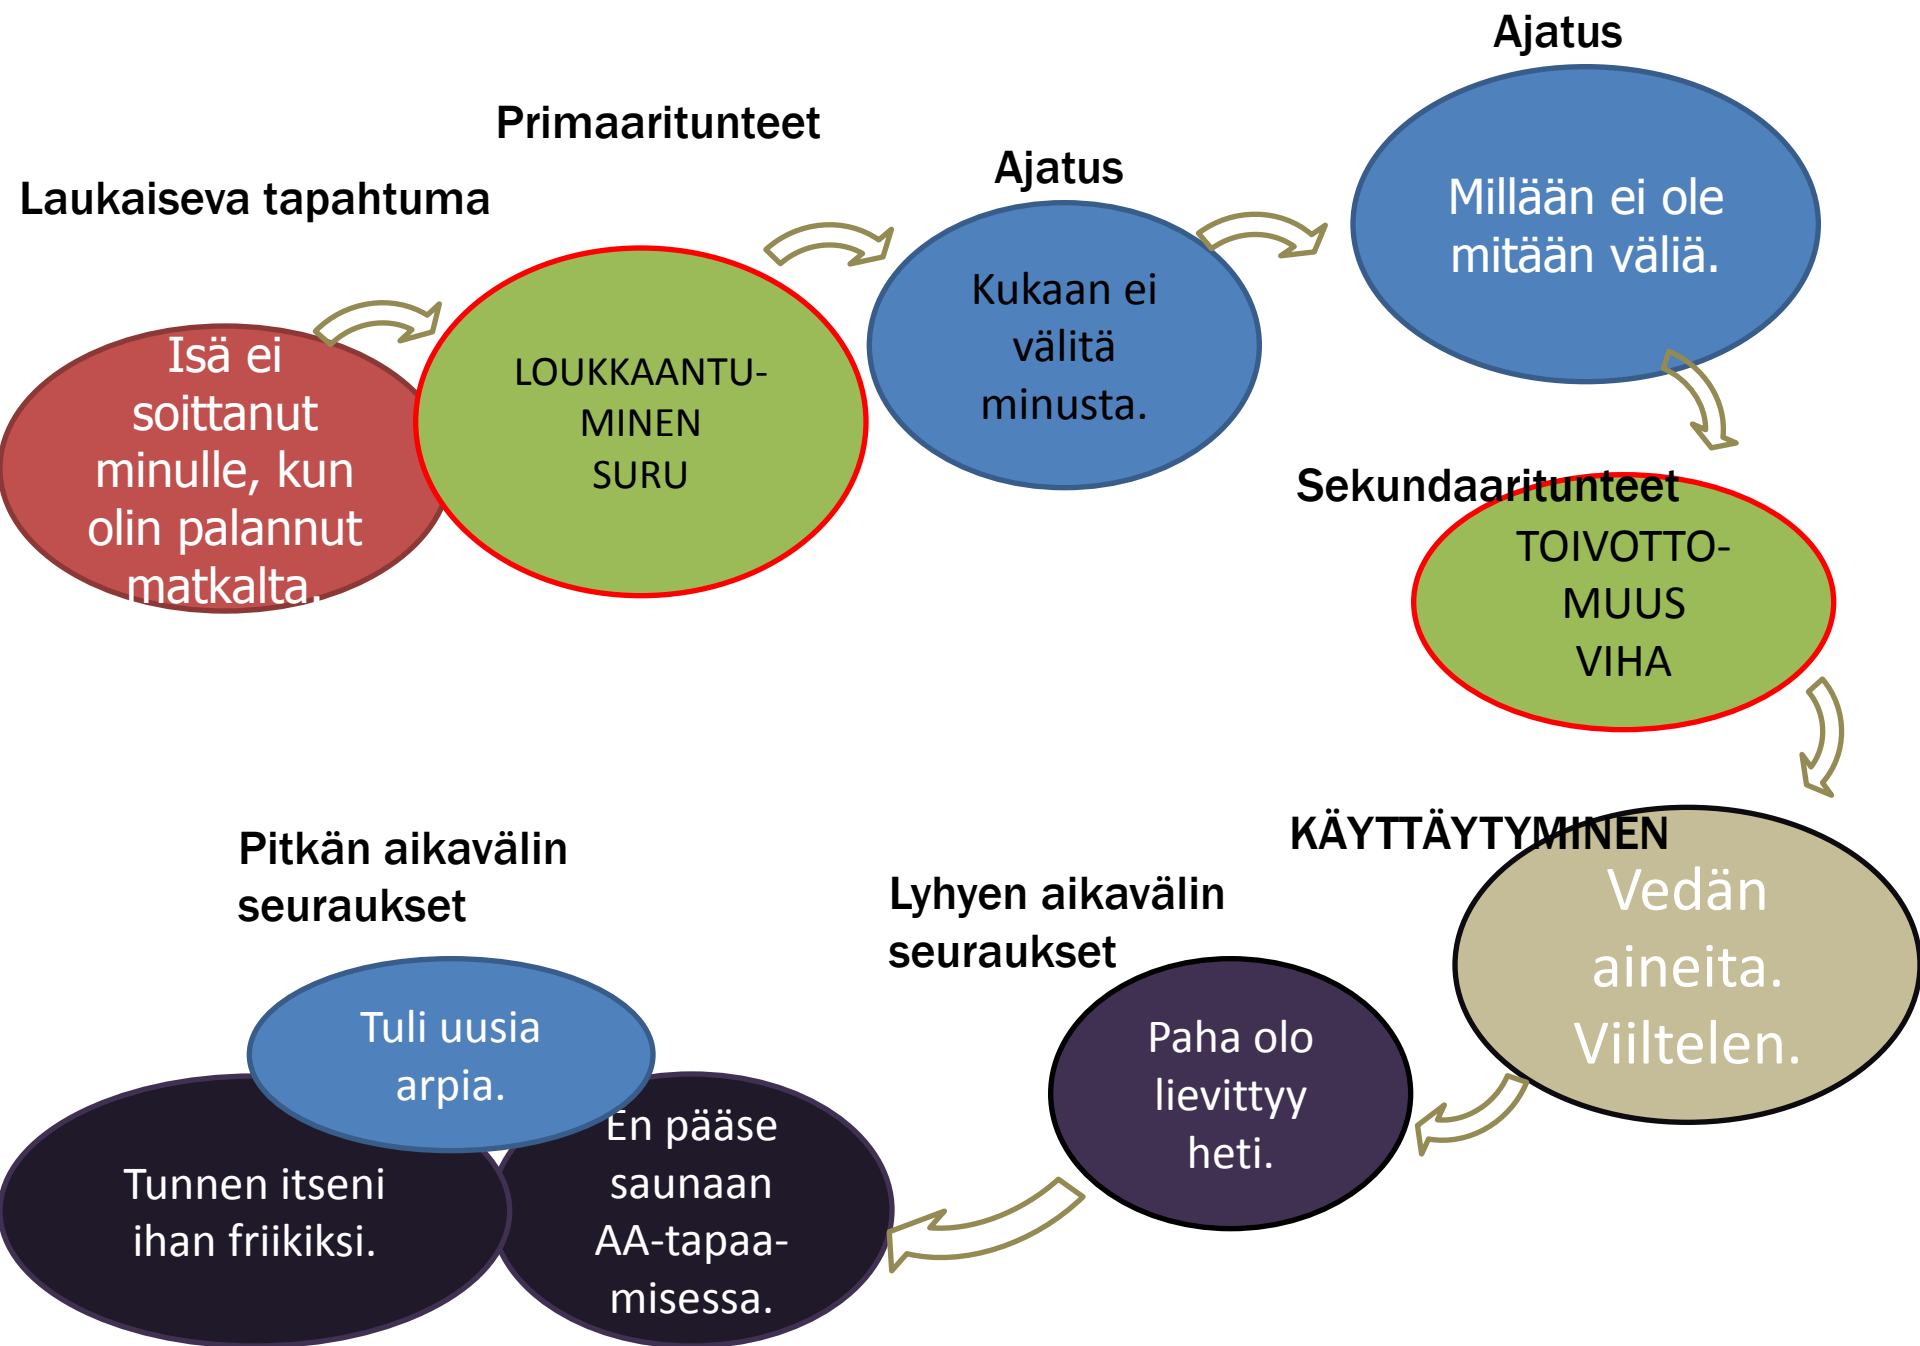 Laukaiseva tapahtuma
Isä ei
soittanut
minulle, kun
olin palannut
matkalta.
Primaaritunteet
LOUKKAANTU-
MINEN
SURU
Ajatus
Kukaan ei
välitä
minusta.
Ajatus
Millään ei ole
mitään väliä.
Sekundaaritunteet
TOIVOTTO-
MUUS
VIHA
KÄYTTÄYTYMINEN
Vedän
aineita.
Viiltelen.
Lyhyen aikavälin
seuraukset
Paha olo
lievittyy
heti.
Pitkän aikavälin
seuraukset
Tuli uusia
arpia.
Tunnen itseni
ihan friikiksi.
En pääse
saunaan
AA-tapaa-
misessa.